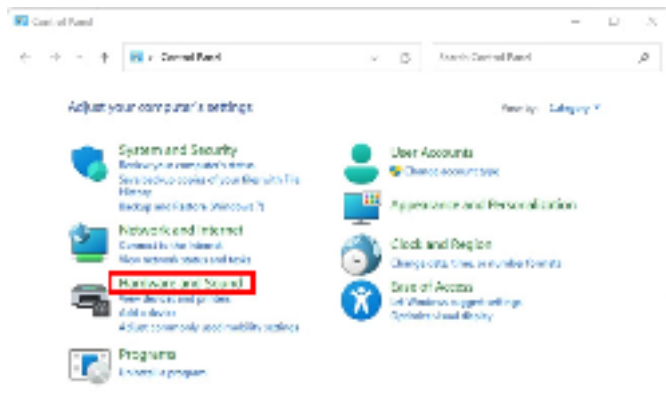 Control Panel
Control Panel
Search Control Panel
Adjust your computer's settings
View by: Category
System and Security
Review your computer's status
Save backup copies of your files with File
History
Backup and Restore (Windows 7)
Network and Internet
Connect to the Internet
View network status and tasks
Hardware and Sound
View devices and printers
Add a device
Adjust commonly used mobility settings
Programs
Uninstall a program
User Accounts
Change account type
Appearance and Personalization
Clock and Region
Change date, time, or number formats
Ease of Access
Let Windows suggest settings
Optimize visual display